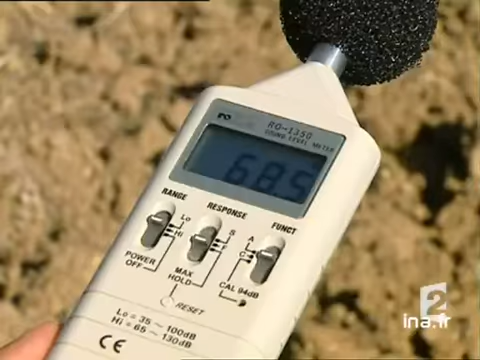 RO-1350
SOUND LEVEL METER
68.5
RANGE
RESPONSE
FUNCT
Lo
Hi
S
F
A
C
POWER OFF
MAX HOLD
CAL 94dB
RESET
Lo = 35 ~ 100dB
Hi = 65 ~ 130dB
CE
2
ina.fr